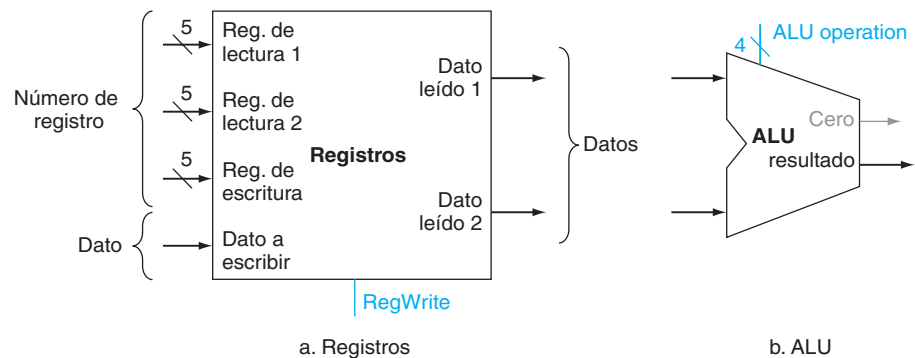 Número de
registro
Dato
5
Reg. de
lectura 1
5
Reg. de
lectura 2
5
Reg. de
escritura
Dato a
escribir
Registros
Dato
leído 1
Dato
leído 2
RegWrite
Datos
a. Registros
4
ALU operation
Cero
ALU
resultado
b. ALU